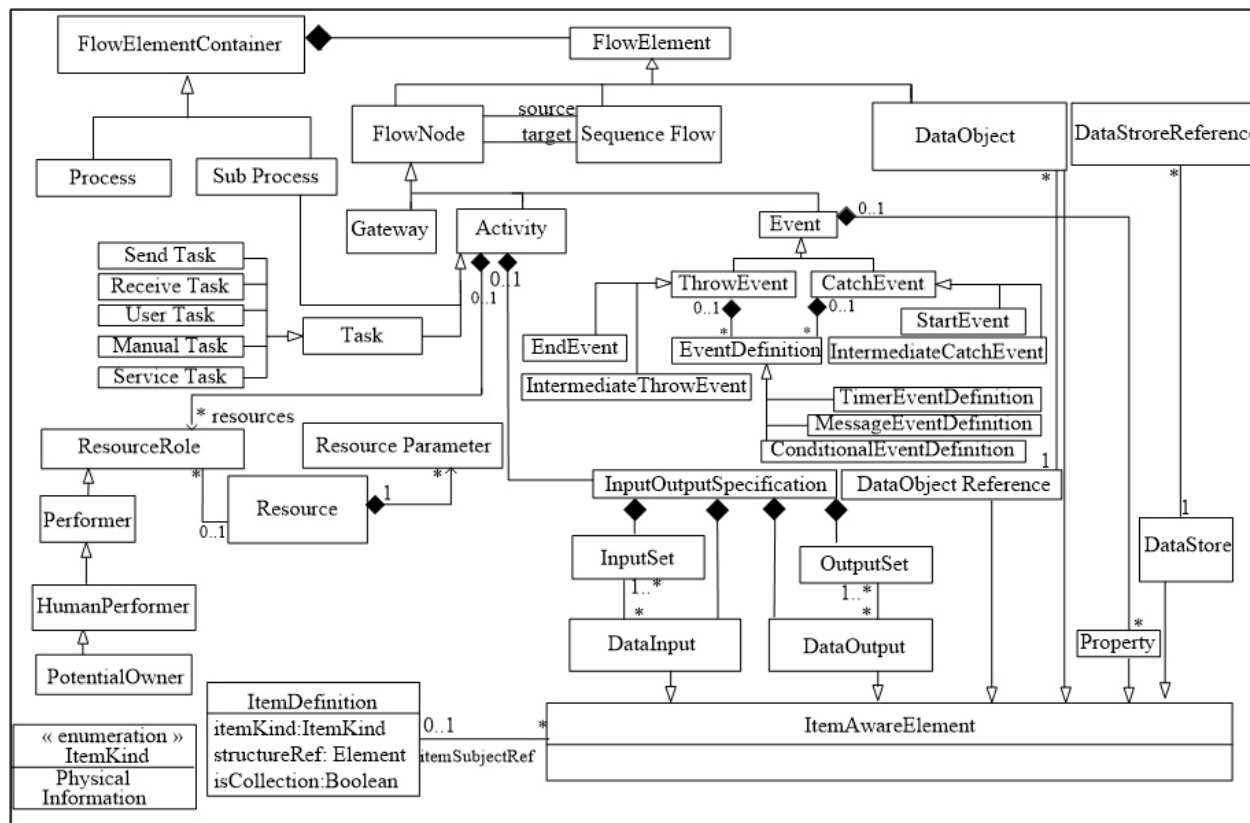 FlowElementContainer
FlowElement
source
FlowNode
target
Sequence Flow
DataObject
DataStroreReference
*
*
Process
Sub Process
Gateway
Activity
Event
0..1
Send Task
Receive Task
User Task
Manual Task
Service Task
Task
0..1
0..1
ThrowEvent
CatchEvent
0..1
0..1
*
*
StartEvent
EndEvent
EventDefinition
IntermediateCatchEvent
IntermediateThrowEvent
TimerEventDefinition
MessageEventDefinition
ConditionalEventDefinition
* resources
ResourceRole
*
Resource Parameter
*
1
InputOutputSpecification
DataObject Reference
1
Performer
Resource
0..1
1
DataStore
InputSet
OutputSet
1..*
*
1..*
*
HumanPerformer
DataInput
DataOutput
*
Property
PotentialOwner
ItemDefinition
itemKind:ItemKind
structureRef: Element
isCollection:Boolean
0..1
*
itemSubjectRef
ItemAwareElement
« enumeration »
ItemKind
Physical
Information